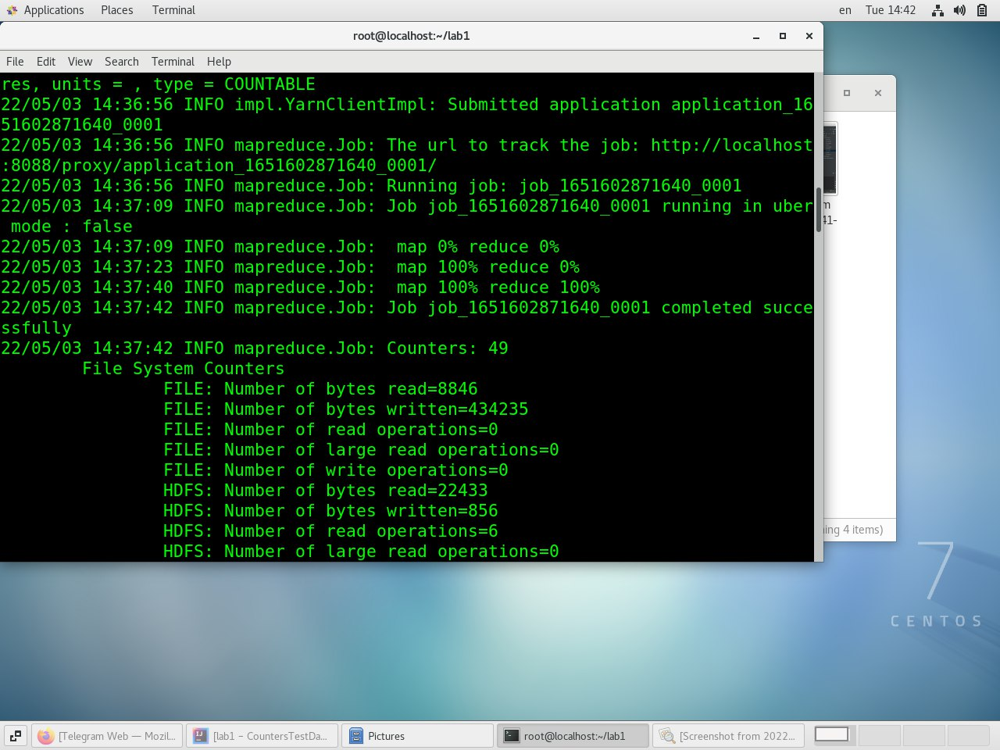 Applications Places Terminal en Tue 14:42
root@localhost:~/lab1
File Edit View Search Terminal Help
res, units = , type = COUNTABLE
22/05/03 14:36:56 INFO impl.YarnClientImpl: Submitted application application_16
51602871640_0001
22/05/03 14:36:56 INFO mapreduce.Job: The url to track the job: http://localhost
:8088/proxy/application_1651602871640_0001/
22/05/03 14:36:56 INFO mapreduce.Job: Running job: job_1651602871640_0001
22/05/03 14:37:09 INFO mapreduce.Job: Job job_1651602871640_0001 running in uber
mode : false
22/05/03 14:37:09 INFO mapreduce.Job:  map 0% reduce 0%
22/05/03 14:37:23 INFO mapreduce.Job:  map 100% reduce 0%
22/05/03 14:37:40 INFO mapreduce.Job:  map 100% reduce 100%
22/05/03 14:37:42 INFO mapreduce.Job: Job job_1651602871640_0001 completed succe
ssfully
22/05/03 14:37:42 INFO mapreduce.Job: Counters: 49
File System Counters
FILE: Number of bytes read=8846
FILE: Number of bytes written=434235
FILE: Number of read operations=0
FILE: Number of large read operations=0
FILE: Number of write operations=0
HDFS: Number of bytes read=22433
HDFS: Number of bytes written=856
HDFS: Number of read operations=6
HDFS: Number of large read operations=0
m
41-
ing 4 items)
7
CENTOS
[Telegram Web — Mozil... [lab1 – CountersTestDa... Pictures root@localhost:~/lab1 [Screenshot from 2022...